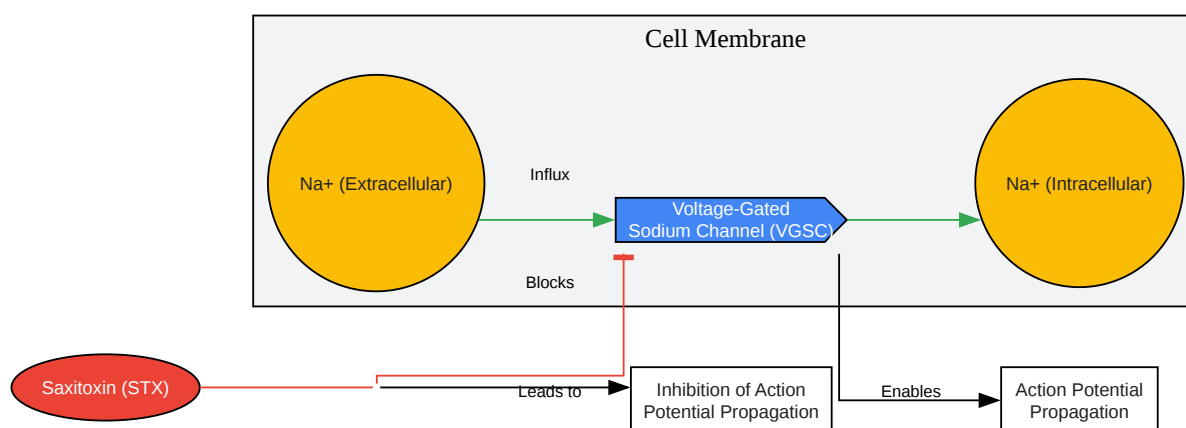 Cell Membrane
Na+ (Extracellular)
Influx
Voltage-Gated
Sodium Channel (VGSC)
Na+ (Intracellular)
Blocks
Saxitoxin (STX)
Leads to
Inhibition of Action
Potential Propagation
Enables
Action Potential
Propagation